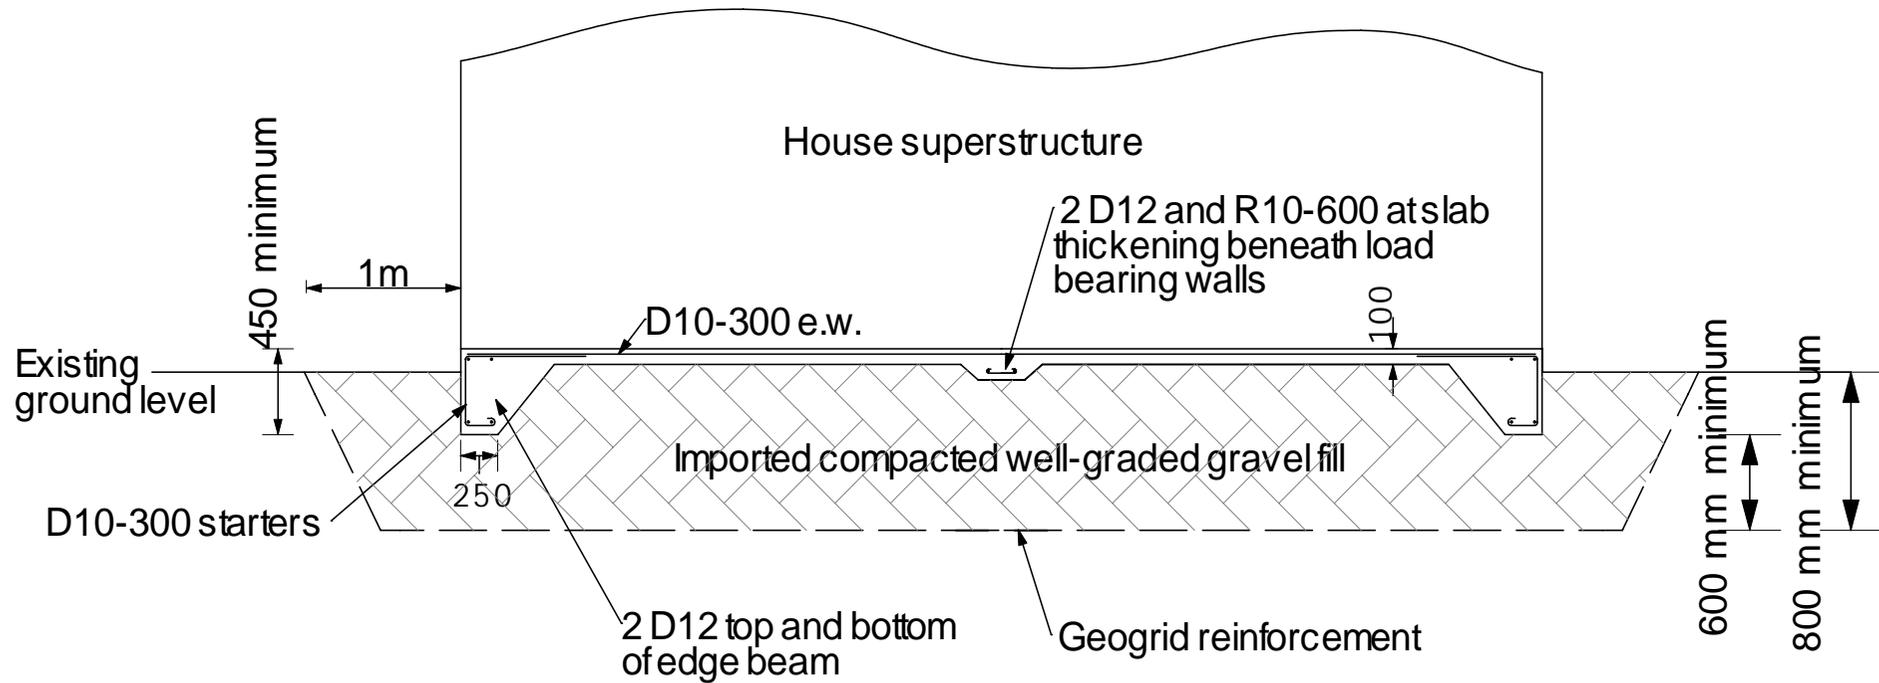 House superstructure
450 minimum
1m
2 D12 and R10-600 at slab
thickening beneath load
bearing walls
D10-300 e.w.
100
Existing
ground level
Imported compacted well-graded gravel fill
250
D10-300 starters
600 mm minimum
800 mm minimum
2 D12 top and bottom
of edge beam
Geogrid reinforcement